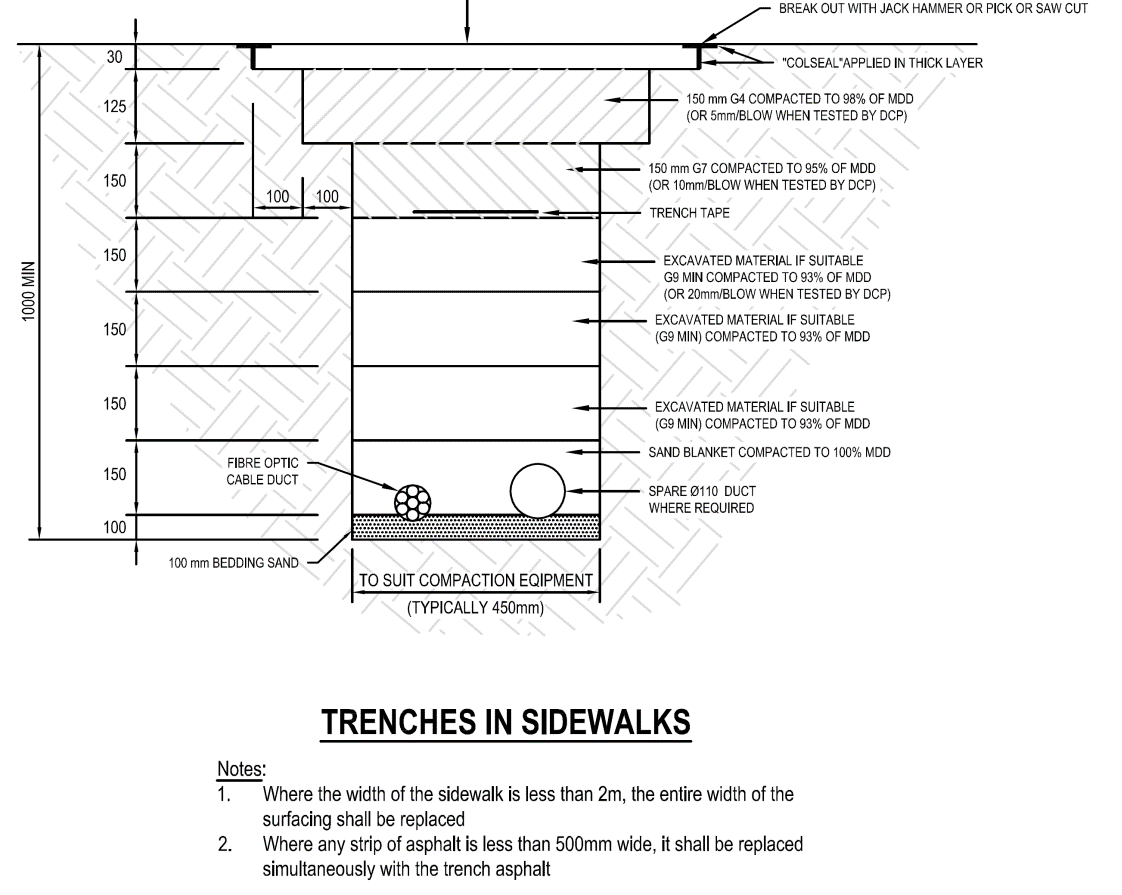 BREAK OUT WITH JACK HAMMER OR PICK OR SAW CUT
30
"COLSEAL"APPLIED IN THICK LAYER
125
150 mm G4 COMPACTED TO 98% OF MDD
(OR 5mm/BLOW WHEN TESTED BY DCP)
150
150 mm G7 COMPACTED TO 95% OF MDD
(OR 10mm/BLOW WHEN TESTED BY DCP)
100
100
TRENCH TAPE
1000 MIN
150
EXCAVATED MATERIAL IF SUITABLE
G9 MIN COMPACTED TO 93% OF MDD
(OR 20mm/BLOW WHEN TESTED BY DCP)
150
EXCAVATED MATERIAL IF SUITABLE
(G9 MIN) COMPACTED TO 93% OF MDD
150
EXCAVATED MATERIAL IF SUITABLE
(G9 MIN) COMPACTED TO 93% OF MDD
SAND BLANKET COMPACTED TO 100% MDD
150
FIBRE OPTIC
CABLE DUCT
SPARE Ø110 DUCT
WHERE REQUIRED
100
100 mm BEDDING SAND
TO SUIT COMPACTION EQIPMENT
(TYPICALLY 450mm)
TRENCHES IN SIDEWALKS
Notes:
1. Where the width of the sidewalk is less than 2m, the entire width of the
surfacing shall be replaced
2. Where any strip of asphalt is less than 500mm wide, it shall be replaced
simultaneously with the trench asphalt